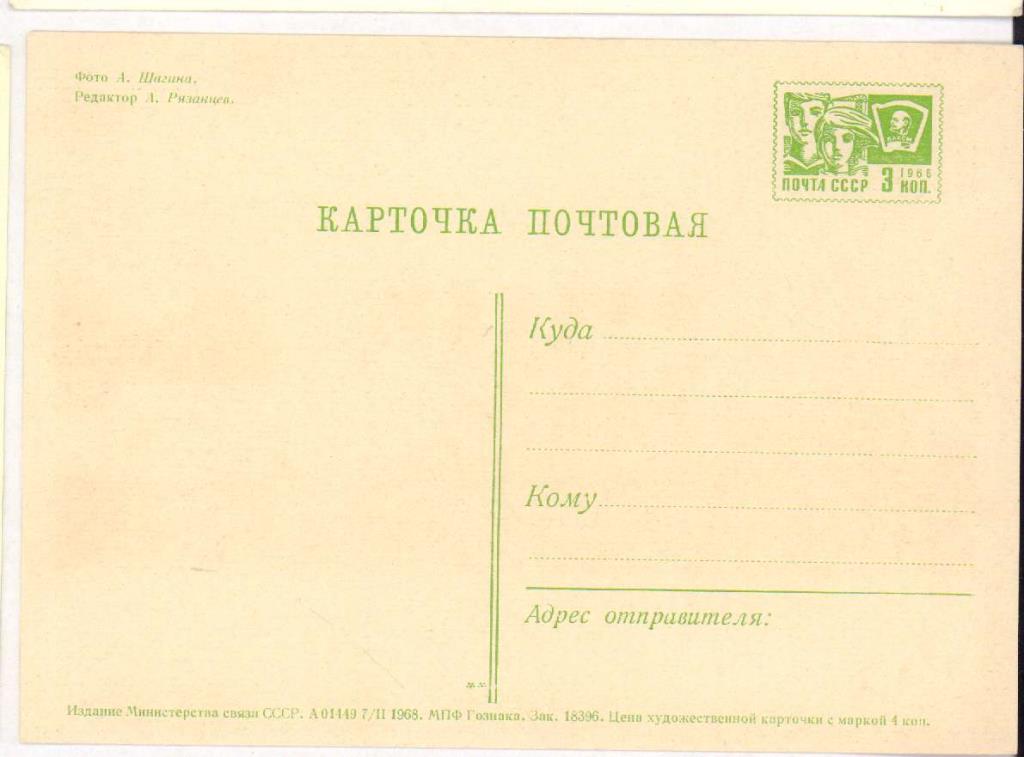 Фото А. Шагина.
Редактор Л. Рязанцев.
ВЛКСМ
1966
ПОЧТА СССР 3 КОП.
КАРТОЧКА ПОЧТОВАЯ
Куда
Кому
Адрес отправителя:
Издание Министерства связи СССР. А 01449 7/II 1968. МПФ Гознака. Зак. 18396. Цена художественной карточки с маркой 4 коп.